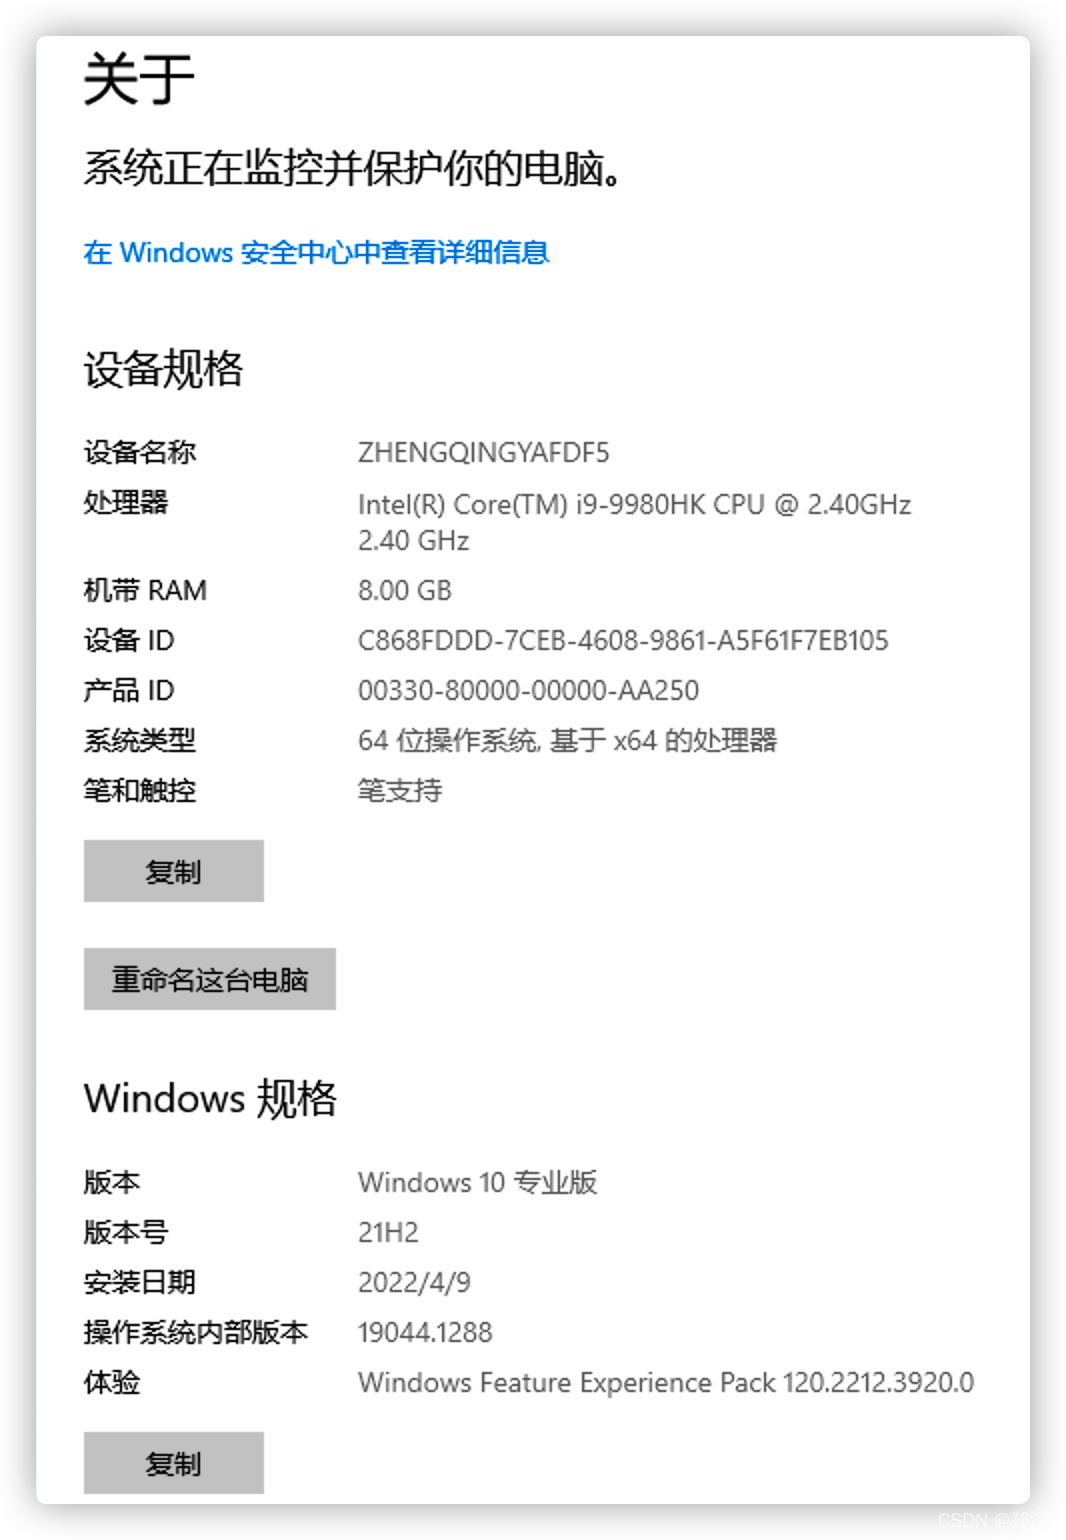 关于
系统正在监控并保护你的电脑。
在 Windows 安全中心中查看详细信息
设备规格
设备名称 ZHENGQINGYAFDF5
处理器 Intel(R) Core(TM) i9-9980HK CPU @ 2.40GHz
2.40 GHz
机带 RAM 8.00 GB
设备 ID C868FDDD-7CEB-4608-9861-A5F61F7EB105
产品 ID 00330-80000-00000-AA250
系统类型 64 位操作系统, 基于 x64 的处理器
笔和触控 笔支持
复制
重命名这台电脑
Windows 规格
版本 Windows 10 专业版
版本号 21H2
安装日期 2022/4/9
操作系统内部版本 19044.1288
体验 Windows Feature Experience Pack 120.2212.3920.0
复制
CSDN